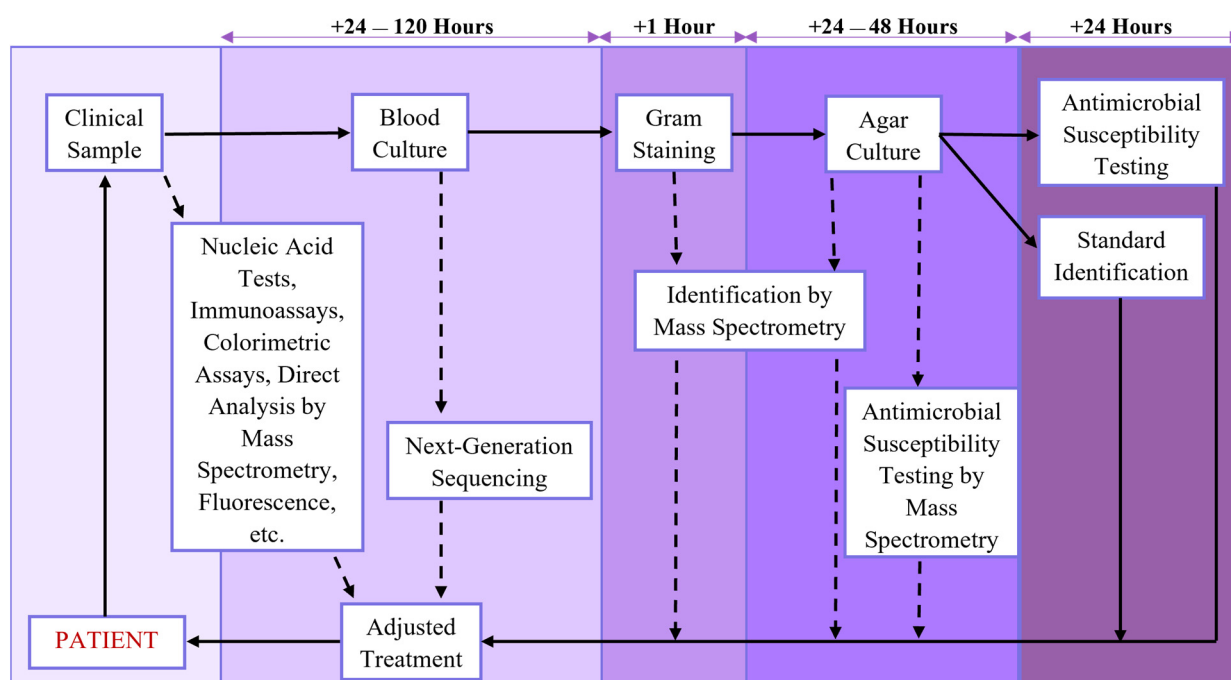 +24 – 120 Hours
+1 Hour
+24 – 48 Hours
+24 Hours
Clinical
Sample
Blood
Culture
Gram
Staining
Agar
Culture
Antimicrobial
Susceptibility
Testing
Standard
Identification
Nucleic Acid
Tests,
Immunoassays,
Colorimetric
Assays, Direct
Analysis by
Mass
Spectrometry,
Fluorescence,
etc.
Identification by
Mass Spectrometry
Next-Generation
Sequencing
Antimicrobial
Susceptibility
Testing by
Mass
Spectrometry
PATIENT
Adjusted
Treatment